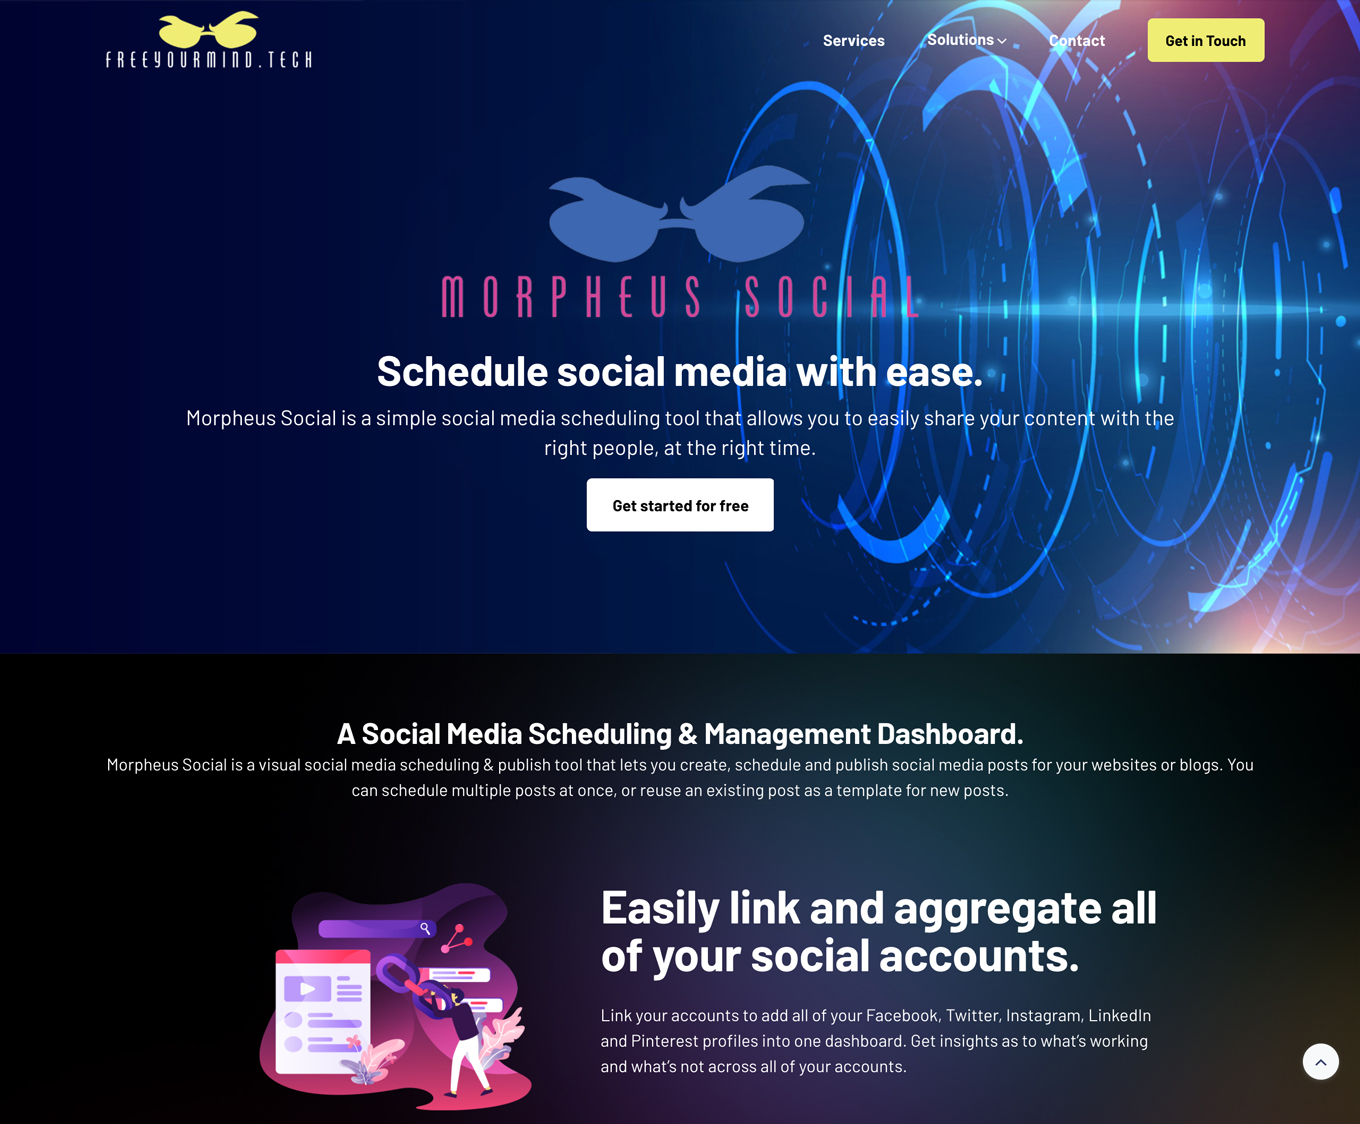 FREEYOURMIND.TECH
Services
Solutions
Contact
Get in Touch
MORPHEUS SOCIAL
Schedule social media with ease.
Morpheus Social is a simple social media scheduling tool that allows you to easily share your content with the
right people, at the right time.
Get started for free
A Social Media Scheduling & Management Dashboard.
Morpheus Social is a visual social media scheduling & publish tool that lets you create, schedule and publish social media posts for your websites or blogs. You
can schedule multiple posts at once, or reuse an existing post as a template for new posts.
Easily link and aggregate all
of your social accounts.
Link your accounts to add all of your Facebook, Twitter, Instagram, LinkedIn
and Pinterest profiles into one dashboard. Get insights as to what’s working
and what’s not across all of your accounts.